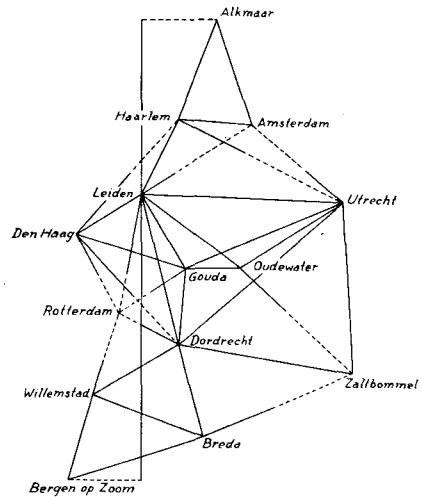 Alkmaar
Haarlem
Amsterdam
Leiden
Utrecht
Den Haag
Gouda
Oudewater
Rotterdam
Dordrecht
Willemstad
Zaltbommel
Breda
Bergen op Zoom